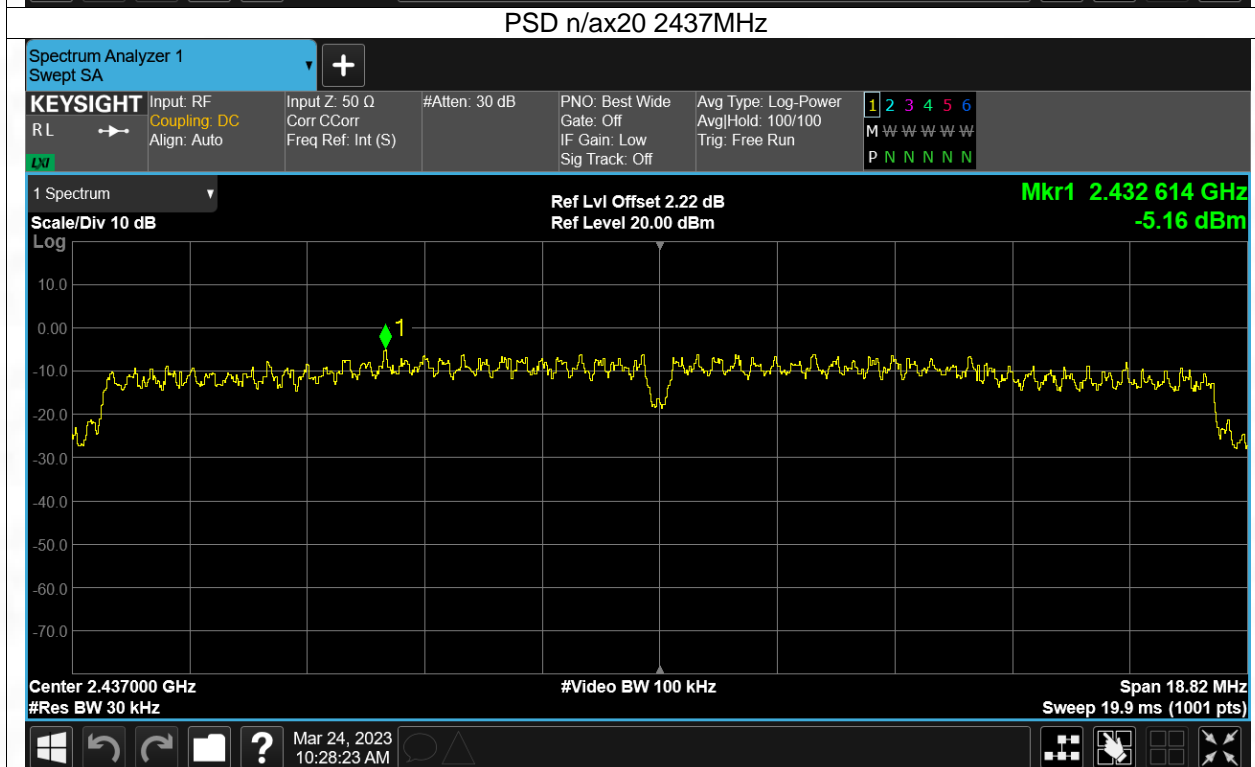 PSD n/ax20 2437MHz
Spectrum Analyzer 1
Swept SA
+
KEYSIGHT
RL
LXI
Input: RF
Coupling: DC
Align: Auto
Input Z: 50 Ω
Corr CCorr
Freq Ref: Int (S)
#Atten: 30 dB
PNO: Best Wide
Gate: Off
IF Gain: Low
Sig Track: Off
Avg Type: Log-Power
Avg|Hold: 100/100
Trig: Free Run
1 2 3 4 5 6
M W W W W W
P N N N N N
1 Spectrum
Scale/Div 10 dB
Log
Ref Lvl Offset 2.22 dB
Ref Level 20.00 dBm
Mkr1 2.432 614 GHz
-5.16 dBm
10.0
0.00
1
-10.0
-20.0
-30.0
-40.0
-50.0
-60.0
-70.0
Center 2.437000 GHz
#Res BW 30 kHz
#Video BW 100 kHz
Span 18.82 MHz
Sweep 19.9 ms (1001 pts)
?
Mar 24, 2023
10:28:23 AM